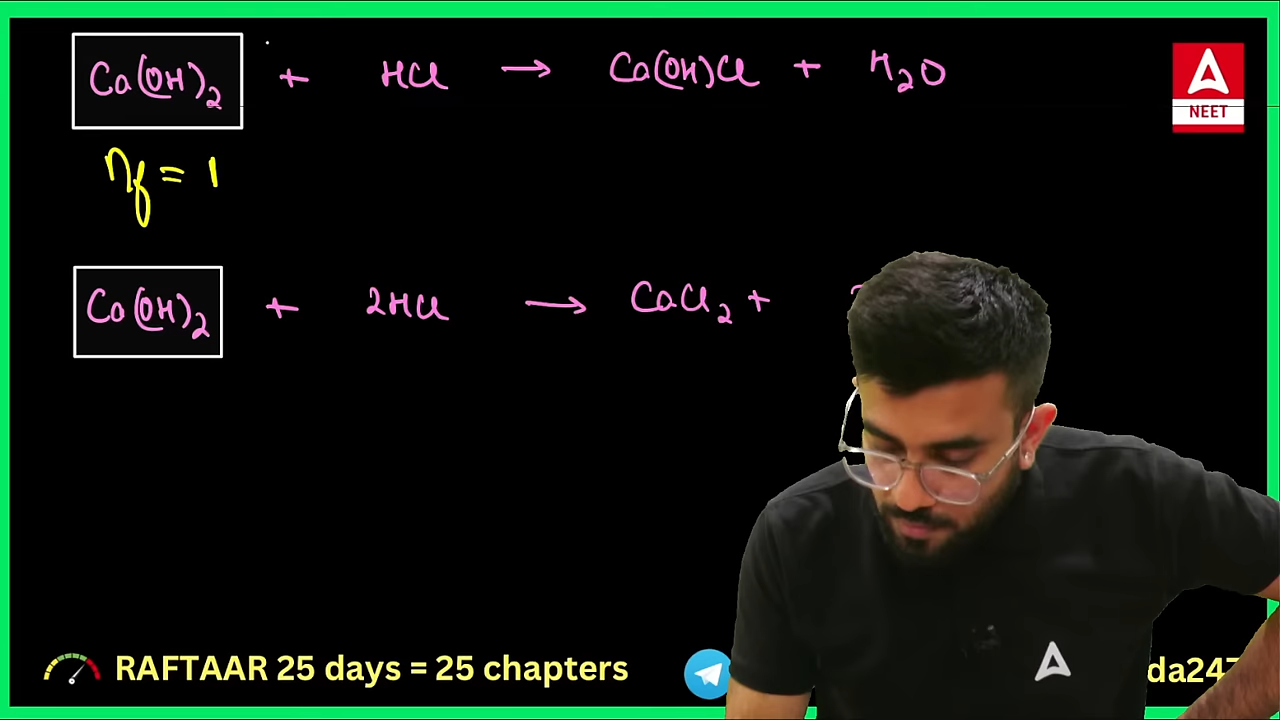 Ca(OH)2 + HCl → Ca(OH)Cl + H2O
NEET
nf = 1
Ca(OH)2 + 2HCl → CaCl2 +
RAFTAAR 25 days = 25 chapters